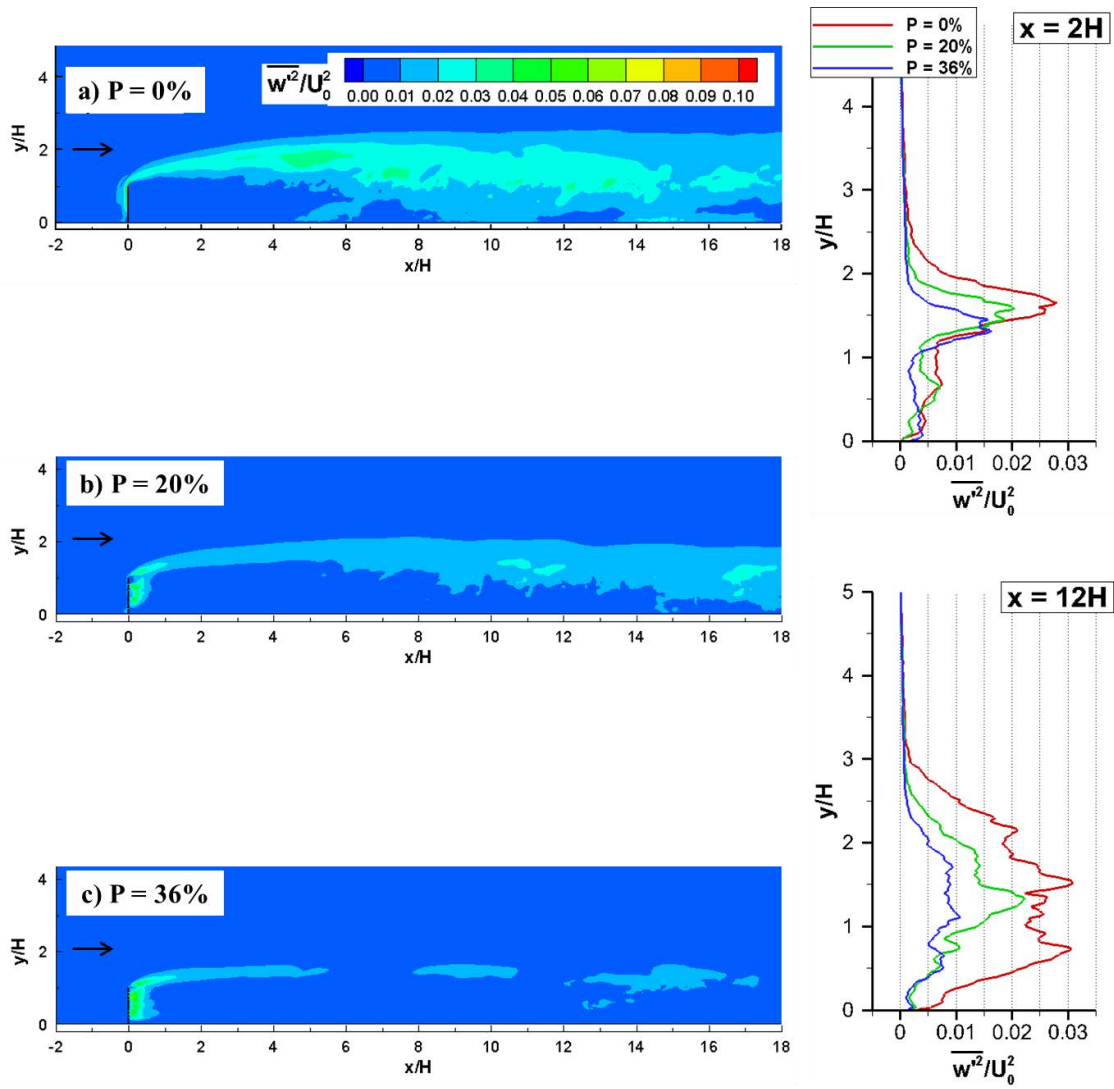 a) P = 0%
w'²/U₀²
0.00 0.01 0.02 0.03 0.04 0.05 0.06 0.07 0.08 0.09 0.10
y/H
4
2
0
-2 0 2 4 6 8 10 12 14 16 18
x/H
b) P = 20%
y/H
4
2
0
-2 0 2 4 6 8 10 12 14 16 18
x/H
c) P = 36%
y/H
4
2
0
-2 0 2 4 6 8 10 12 14 16 18
x/H
P = 0%
P = 20%
P = 36%
x = 2H
y/H
4
3
2
1
0
0 0.01 0.02 0.03
w'²/U₀²
x = 12H
y/H
5
4
3
2
1
0
0 0.01 0.02 0.03
w'²/U₀²